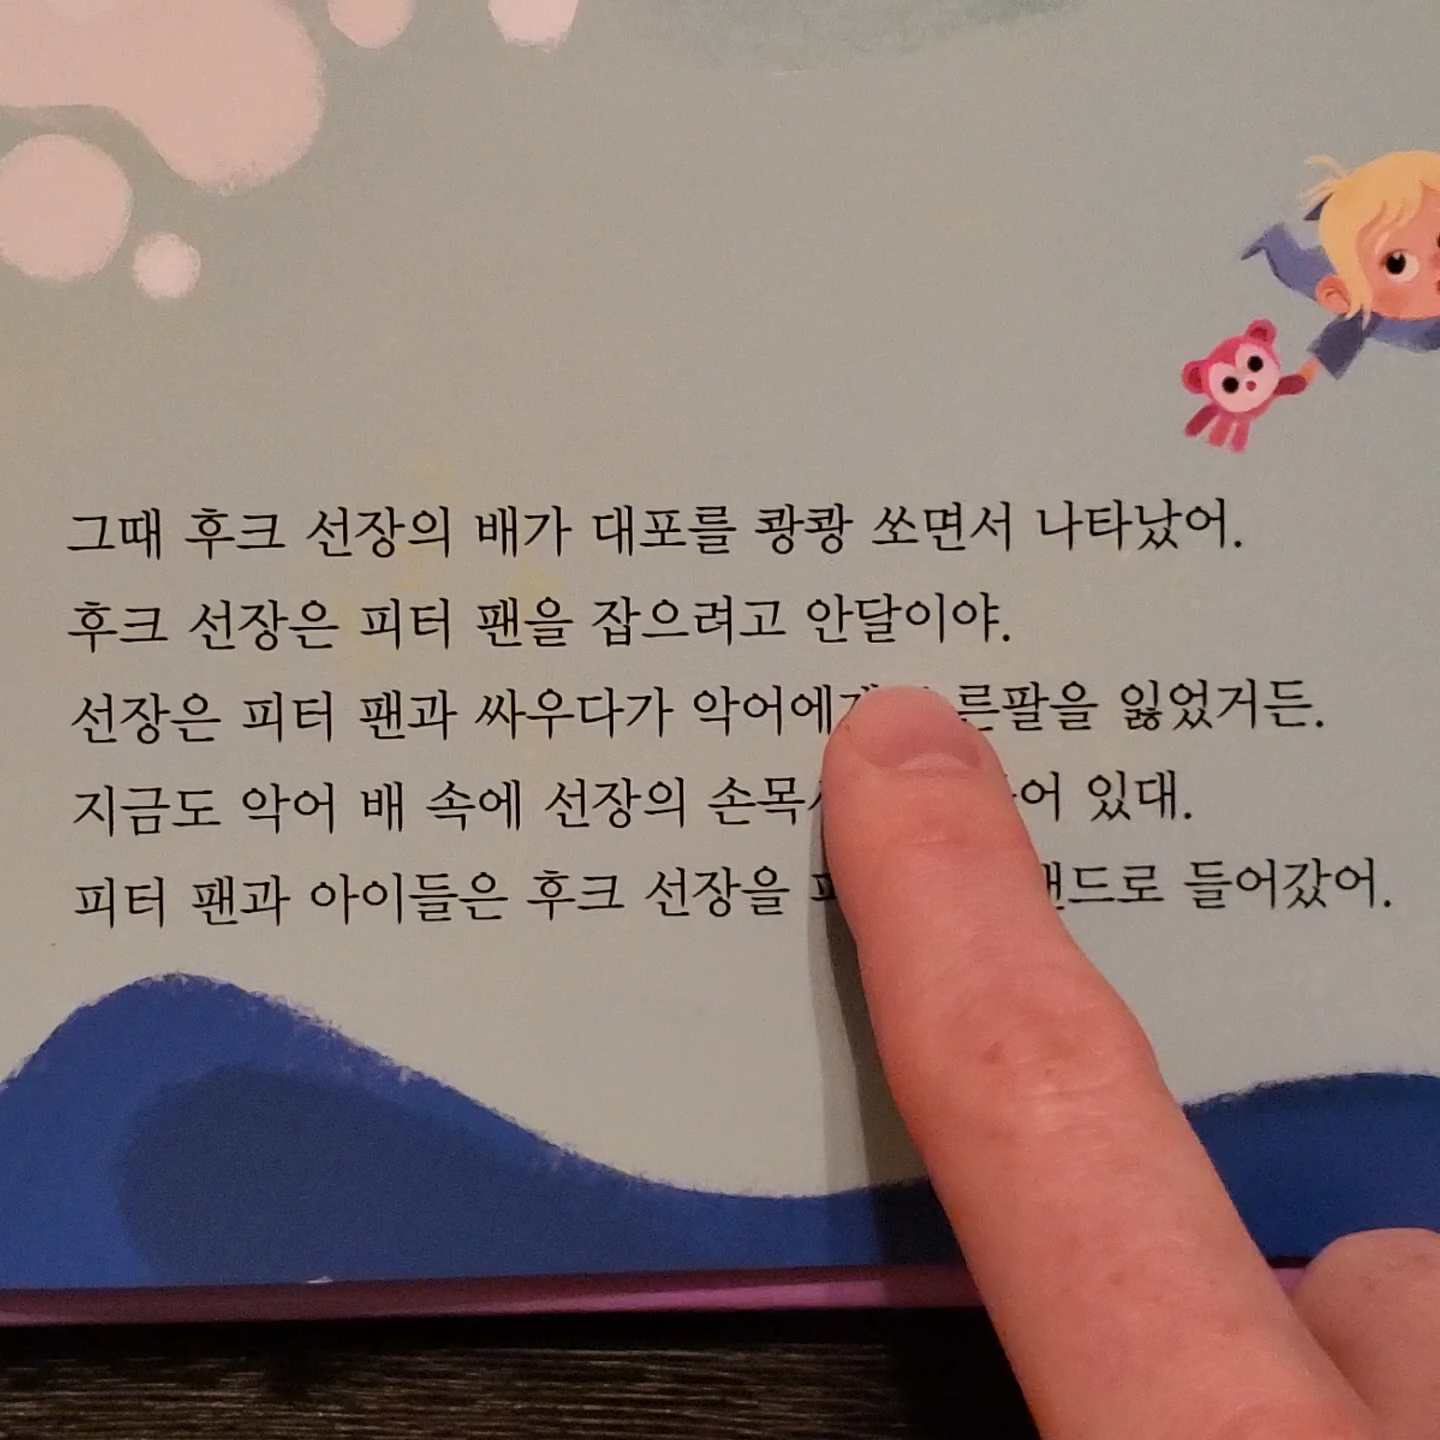 그때 후크 선장의 배가 대포를 쾅쾅 쏘면서 나타났어.
후크 선장은 피터 팬을 잡으려고 안달이야.
선장은 피터 팬과 싸우다가 악어에게 잃었거든.
지금도 악어 배 속에 선장의 있대.
피터 팬과 아이들은 후크 선장을 들어갔어.